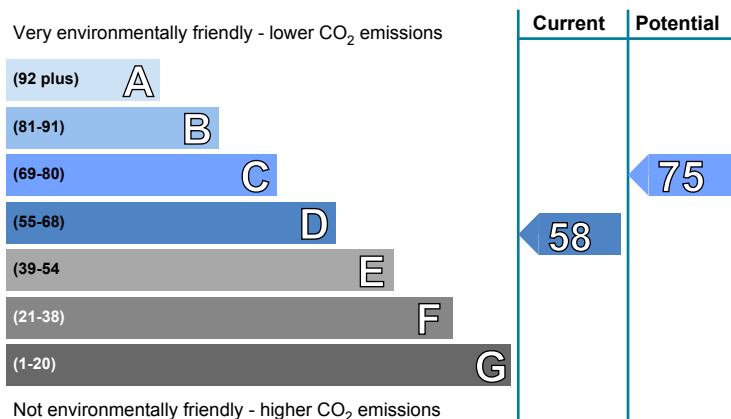 Current Potential
Very environmentally friendly - lower CO2 emissions
(92 plus) A
(81-91) B
(69-80) C 75
(55-68) D 58
(39-54 E
(21-38) F
(1-20) G
Not environmentally friendly - higher CO2 emissions